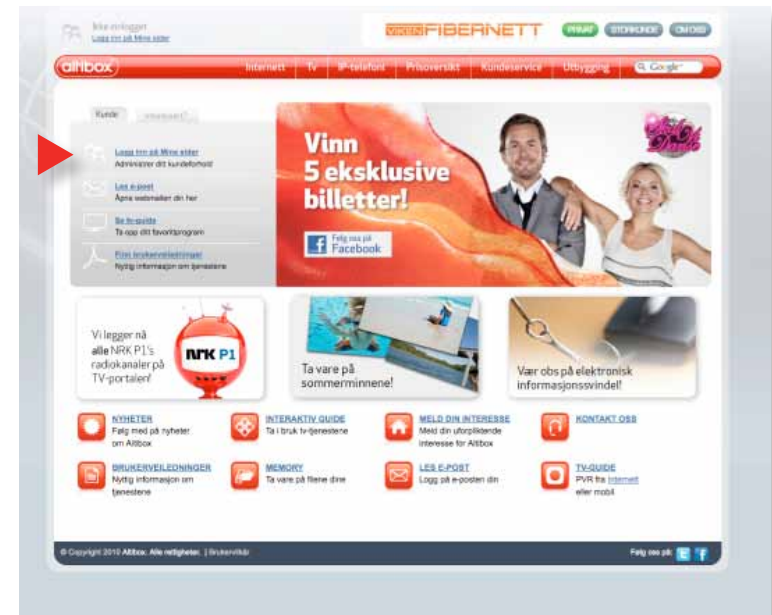 Ikke innlogget
Logg inn på Mine sider
VIKEN FIBERNETT
PRIVAT
STORKUNDE
OM OSS
altibox
Internett
Tv
IP-telefoni
Prisoversikt
Kundeservice
Utbygging
Google
Kunde
Logg inn på Mine sider
Administrer ditt kundeforhold
Les e-post
Åpne webmailen din her
Se tv-guide
Ta opp ditt favorittprogram
Finn brukerveiledninger
Nyttig informasjon om tjenestene
Vinn
5 eksklusive
billetter!
Følg oss på
Facebook
Vi legger nå
alle NRK P1's
radiokanaler på
TV-portalen!
NRK P1
Ta vare på
sommerminnene!
Vær obs på elektronisk
informasjonssvindel!
NYHETER
Følg med på nyheter
om Altibox
INTERAKTIV GUIDE
Ta i bruk tv-tjenestene
MELD DIN INTERESSE
Meld din uforpliktende
interesse for Altibox
KONTAKT OSS
BRUKERVEILEDNINGER
Nyttig informasjon om
tjenestene
MEMORY
Ta vare på filene dine
LES E-POST
Logg på e-posten din
TV-GUIDE
PVR fra Internett
eller mobil
© Copyright 2010 Altibox. Alle rettigheter. | Brukervilkår
Følg oss på: